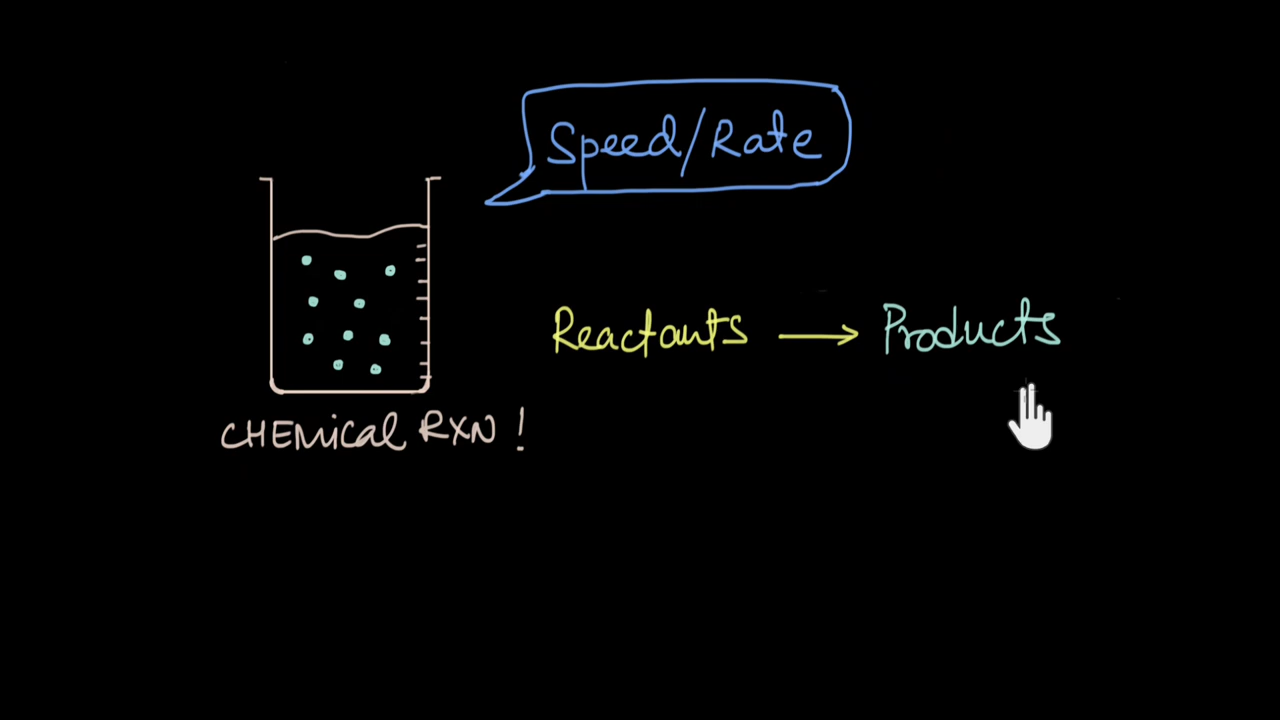 Speed/Rate
Reactants → Products
CHEMical RXN !